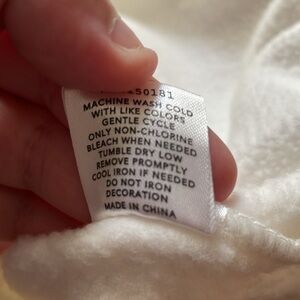 MACHINE WASH COLD
WITH LIKE COLORS
GENTLE CYCLE
ONLY NON-CHLORINE
BLEACH WHEN NEEDED
TUMBLE DRY LOW
REMOVE PROMPTLY
COOL IRON IF NEEDED
DO NOT IRON
DECORATION
MADE IN CHINA